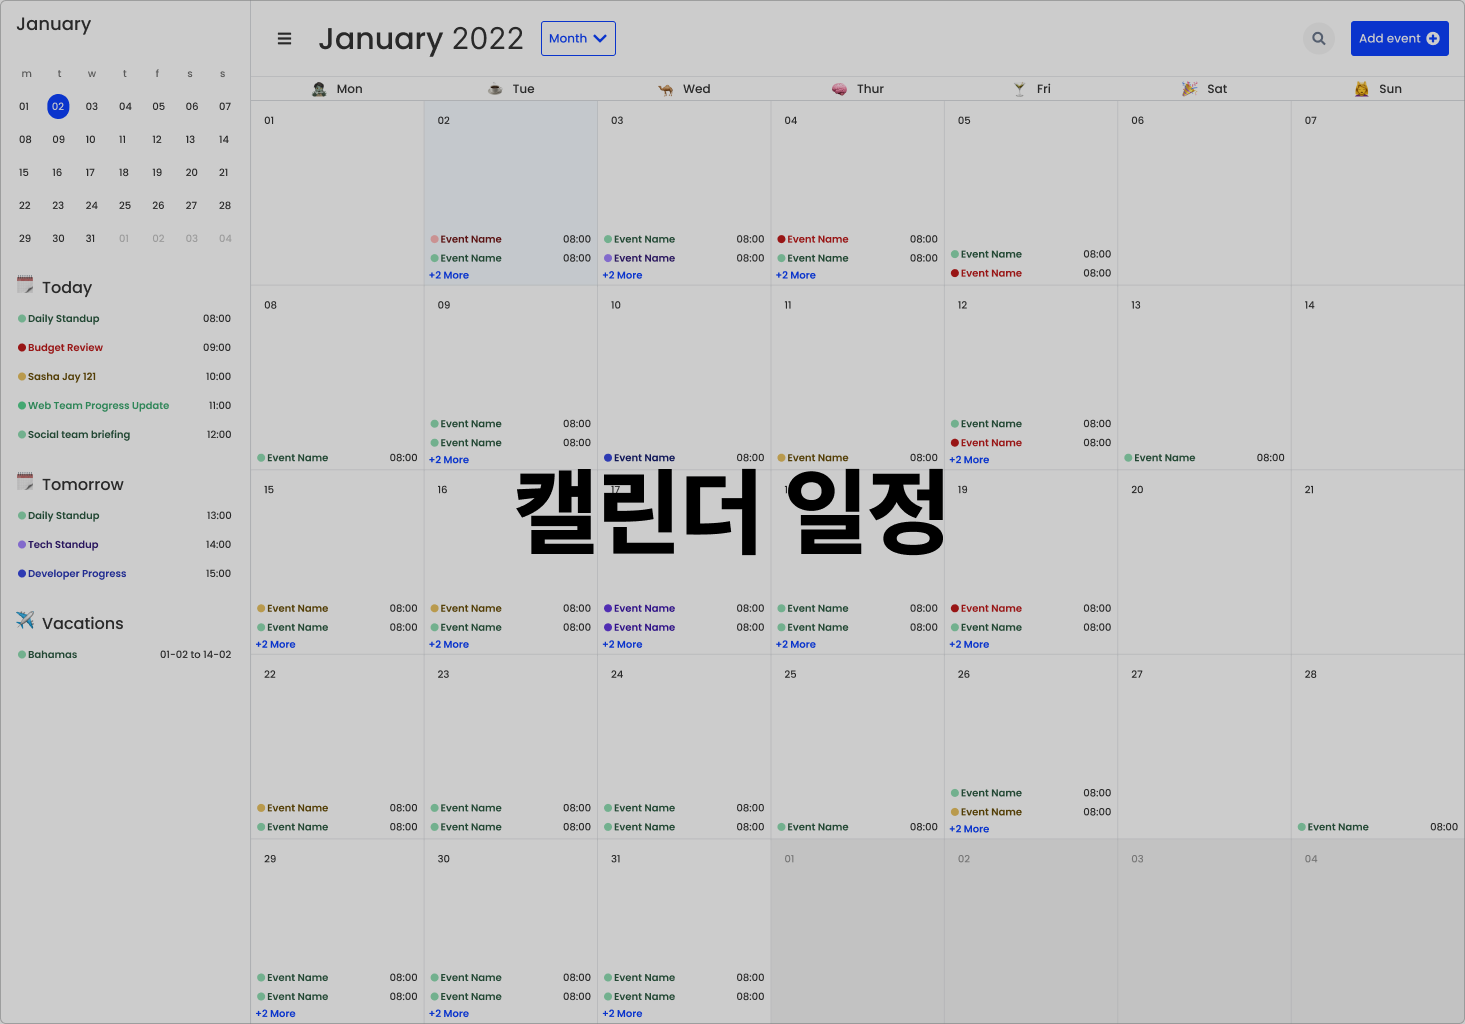 January
m t w t f s s
01 02 03 04 05 06 07
08 09 10 11 12 13 14
15 16 17 18 19 20 21
22 23 24 25 26 27 28
29 30 31 01 02 03 04
Today
Daily Standup 08:00
Budget Review 09:00
Sasha Jay 121 10:00
Web Team Progress Update 11:00
Social team briefing 12:00
Tomorrow
Daily Standup 13:00
Tech Standup 14:00
Developer Progress 15:00
Vacations
Bahamas 01-02 to 14-02
January 2022 Month Add event
Mon Tue Wed Thur Fri Sat Sun
01 02 03 04 05 06 07
Event Name 08:00 Event Name 08:00 Event Name 08:00
Event Name 08:00 Event Name 08:00 Event Name 08:00 Event Name 08:00
+2 More +2 More +2 More Event Name 08:00
08 09 10 11 12 13 14
Event Name 08:00 Event Name 08:00
Event Name 08:00 Event Name 08:00
Event Name 08:00 +2 More Event Name 08:00 Event Name 08:00 +2 More Event Name 08:00
캘린더 일정
15 16 17 19 20 21
Event Name 08:00 Event Name 08:00 Event Name 08:00 Event Name 08:00 Event Name 08:00
Event Name 08:00 Event Name 08:00 Event Name 08:00 Event Name 08:00 Event Name 08:00
+2 More +2 More +2 More +2 More +2 More
22 23 24 25 26 27 28
Event Name 08:00
Event Name 08:00 Event Name 08:00 Event Name 08:00 Event Name 08:00
Event Name 08:00 Event Name 08:00 Event Name 08:00 Event Name 08:00 +2 More Event Name 08:00
29 30 31 01 02 03 04
Event Name 08:00 Event Name 08:00 Event Name 08:00
Event Name 08:00 Event Name 08:00 Event Name 08:00
+2 More +2 More +2 More